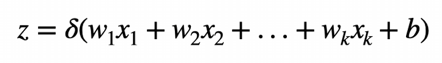 z = δ(w₁x₁ + w₂x₂ + . . . + wₖxₖ + b)